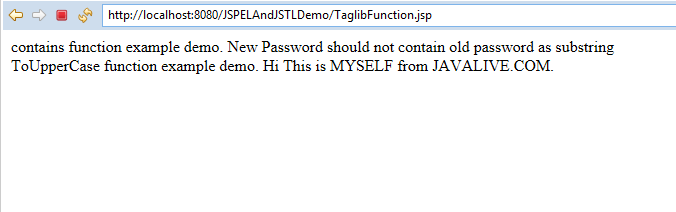 http://localhost:8080/JSPELAndJSTLDemo/TaglibFunction.jsp
contains function example demo. New Password should not contain old password as substring
ToUpperCase function example demo. Hi This is MYSELF from JAVALIVE.COM.